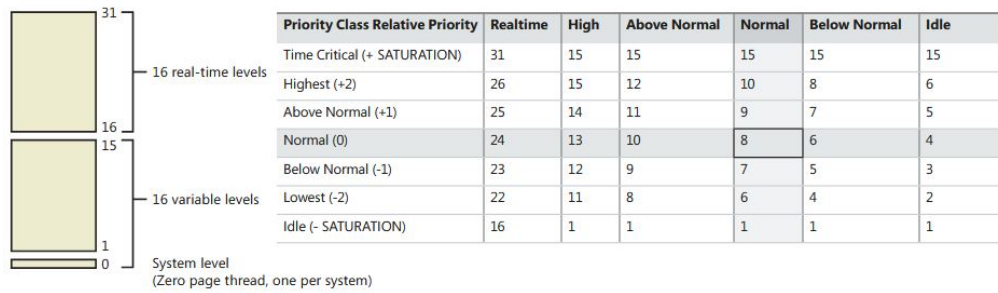 31
16 real-time levels
16
15
16 variable levels
1
0
System level
(Zero page thread, one per system)
Priority Class Relative Priority Realtime High Above Normal Normal Below Normal Idle
Time Critical (+ SATURATION) 31 15 15 15 15 15
Highest (+2) 26 15 12 10 8 6
Above Normal (+1) 25 14 11 9 7 5
Normal (0) 24 13 10 8 6 4
Below Normal (-1) 23 12 9 7 5 3
Lowest (-2) 22 11 8 6 4 2
Idle (- SATURATION) 16 1 1 1 1 1